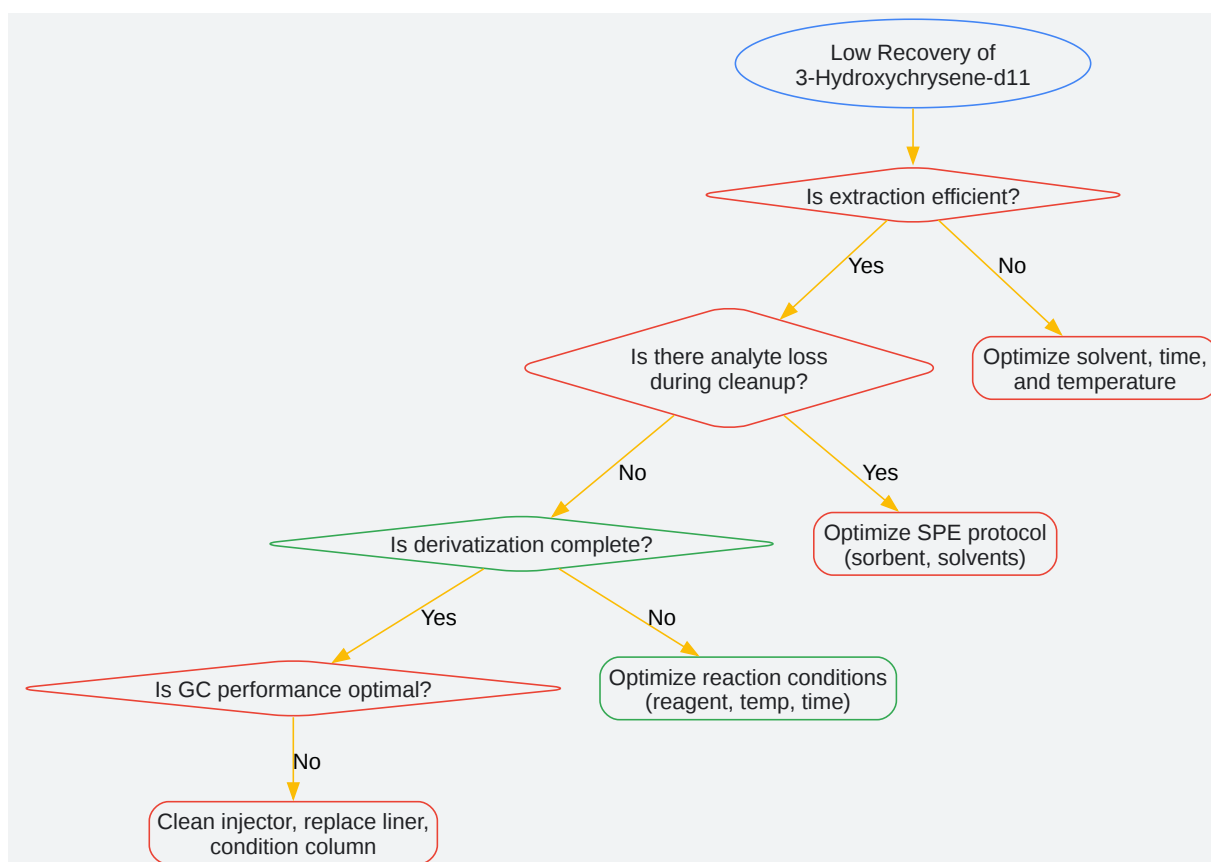 Low Recovery of
3-Hydroxychrysene-d11
Is extraction efficient?
Yes
No
Is there analyte loss
during cleanup?
Optimize solvent, time,
and temperature
No
Yes
Is derivatization complete?
Optimize SPE protocol
(sorbent, solvents)
Yes
No
Is GC performance optimal?
Optimize reaction conditions
(reagent, temp, time)
No
Clean injector, replace liner,
condition column